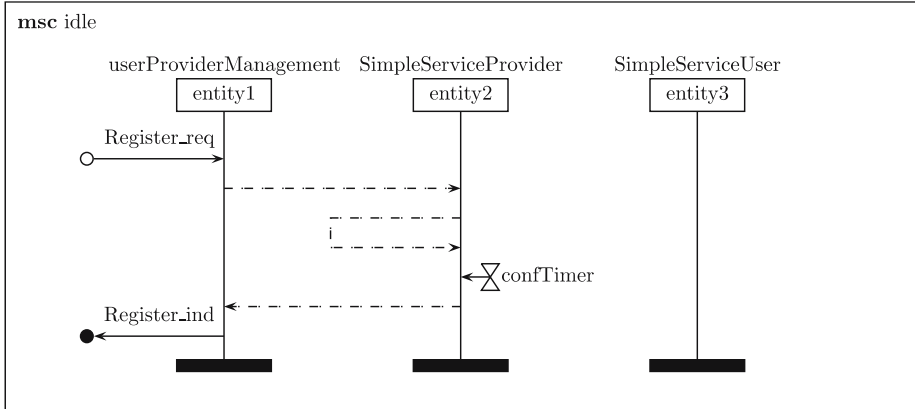 msc idle
userProviderManagement SimpleServiceProvider SimpleServiceUser
entity1 entity2 entity3
Register_req
i
confTimer
Register_ind